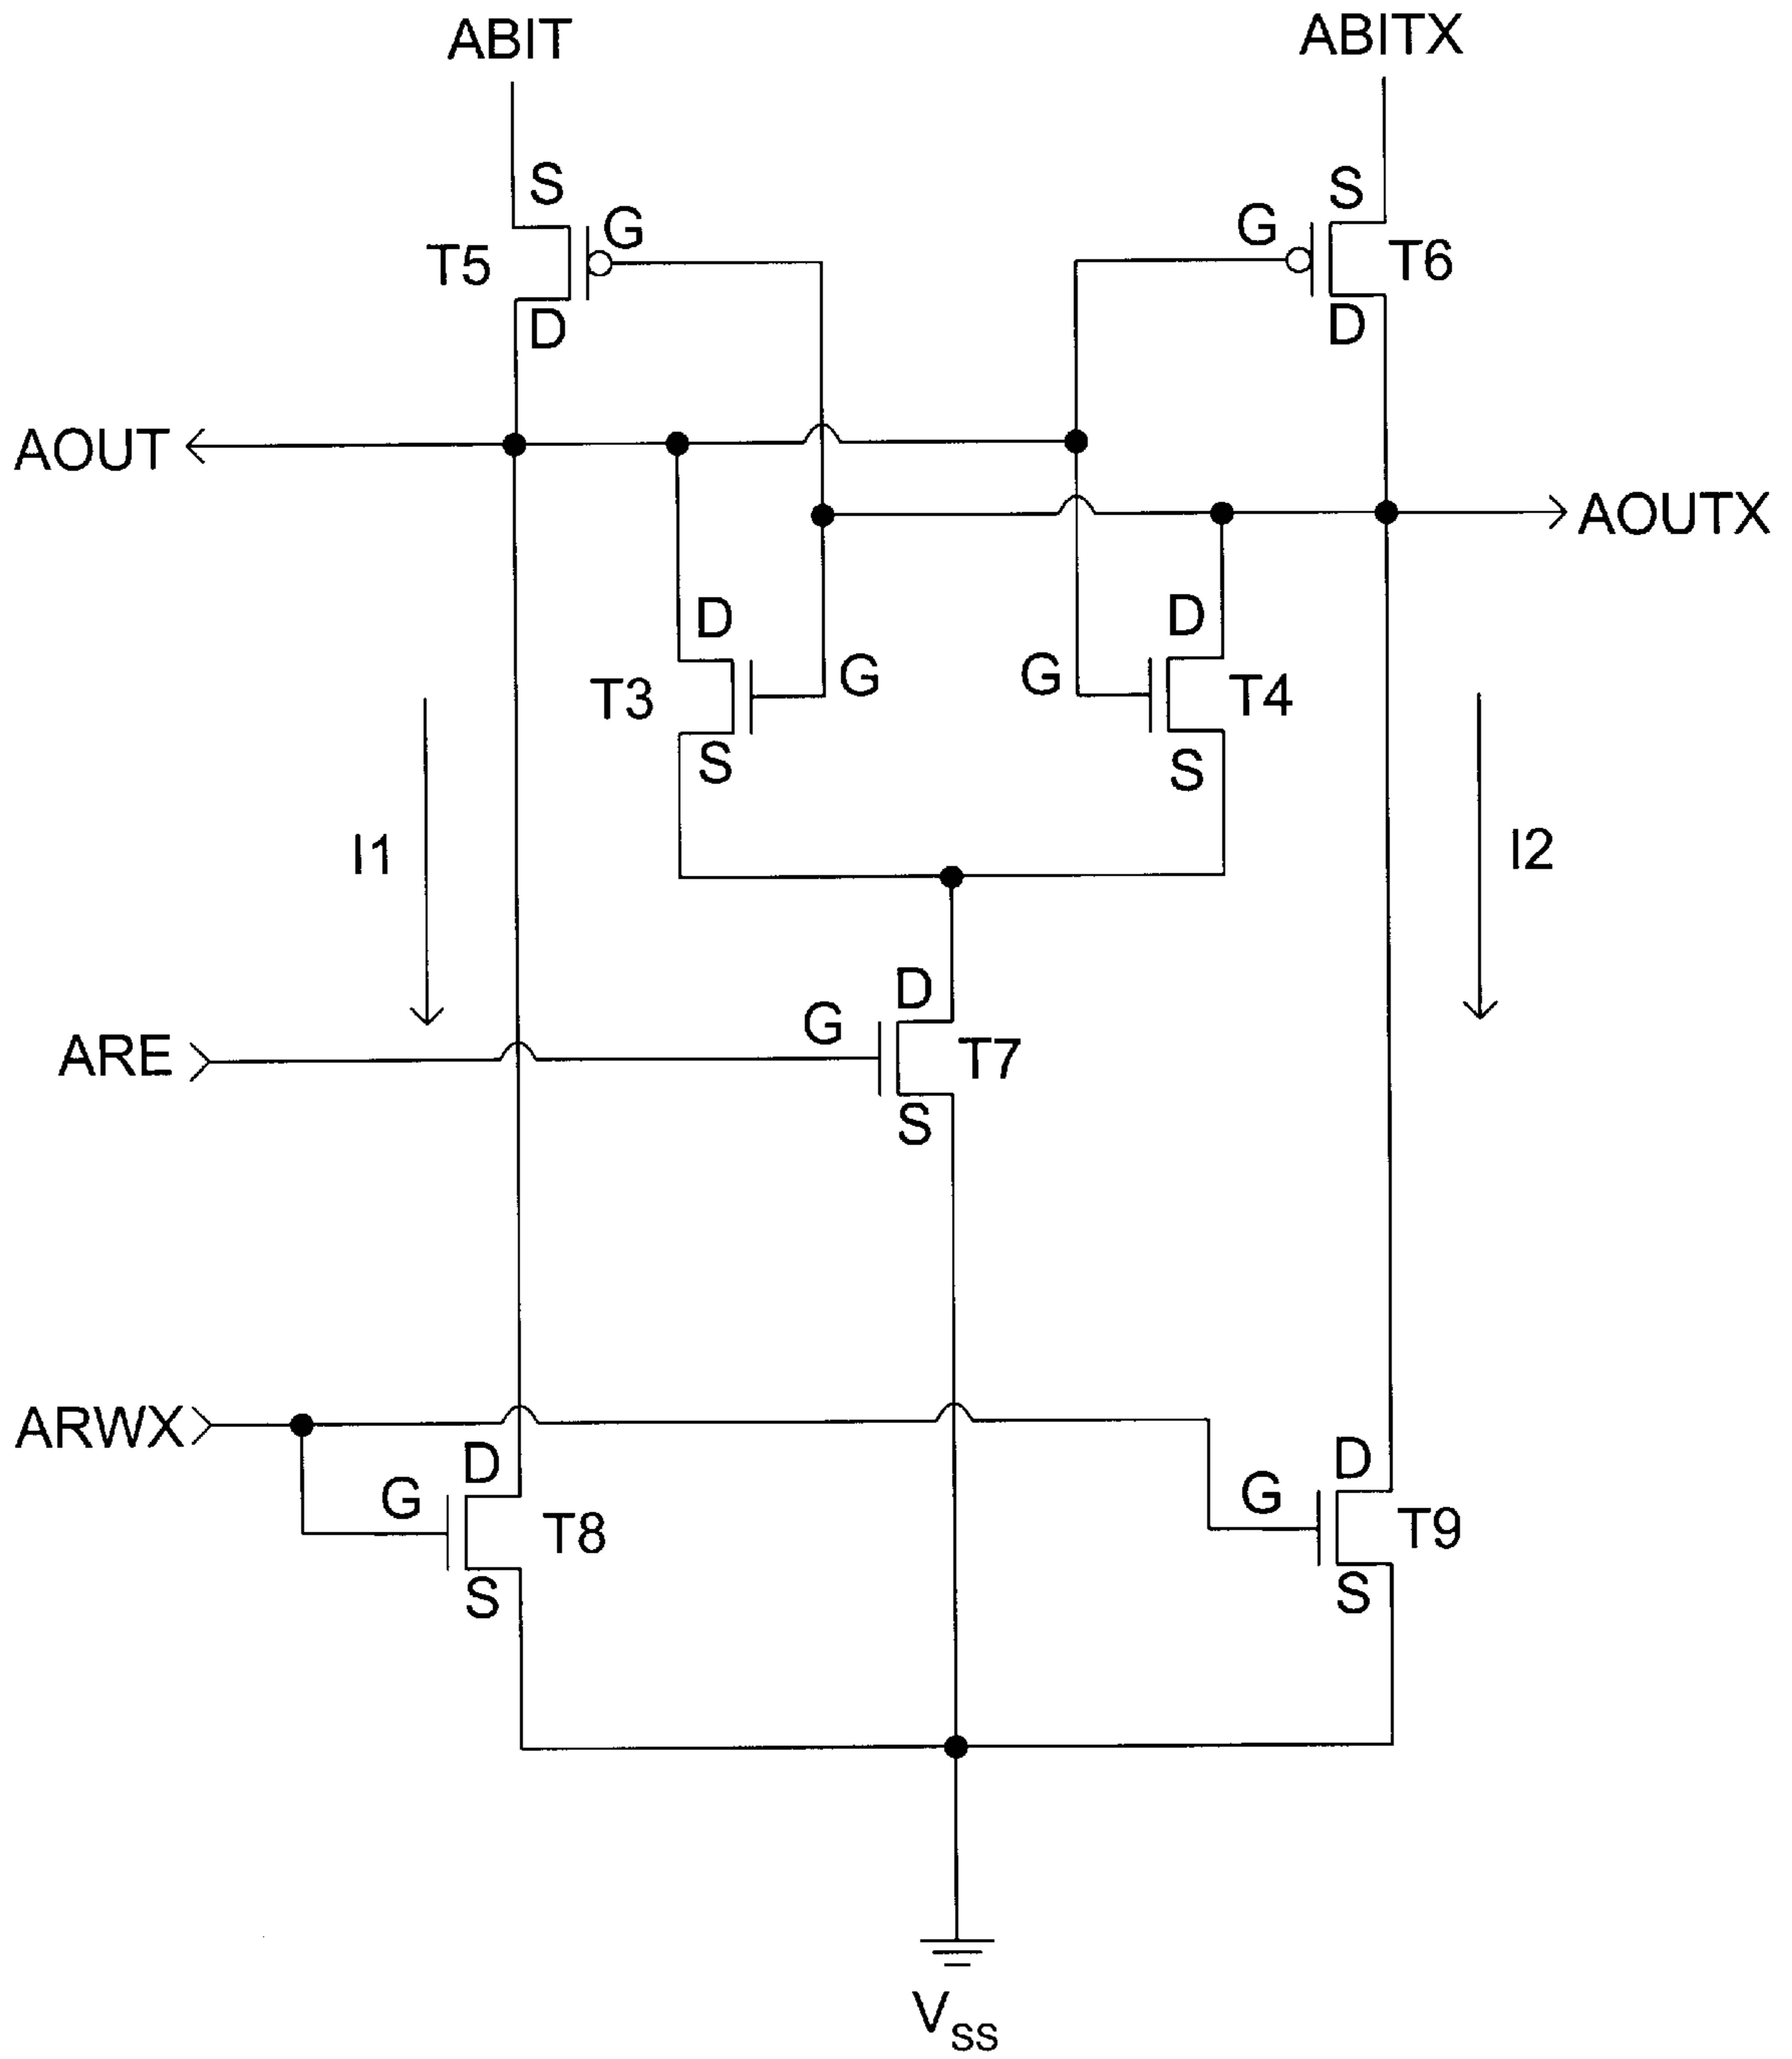 ABIT ABITX
S S
G G
T5 T6
D D
AOUT
AOUTX
D D
G G
T3 T4
S S
I1 I2
D
G
ARE T7
S
ARWX
D D
G G
T8 T9
S S
VSS